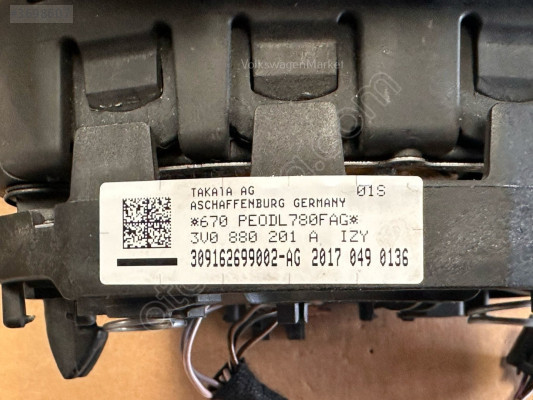 VolkswagenMarket
TAKATA AG 01S
ASCHAFFENBURG GERMANY
*670 PEODL780FAG*
3V0 880 201 A IZY
309162699002-AG 2017 049 0136